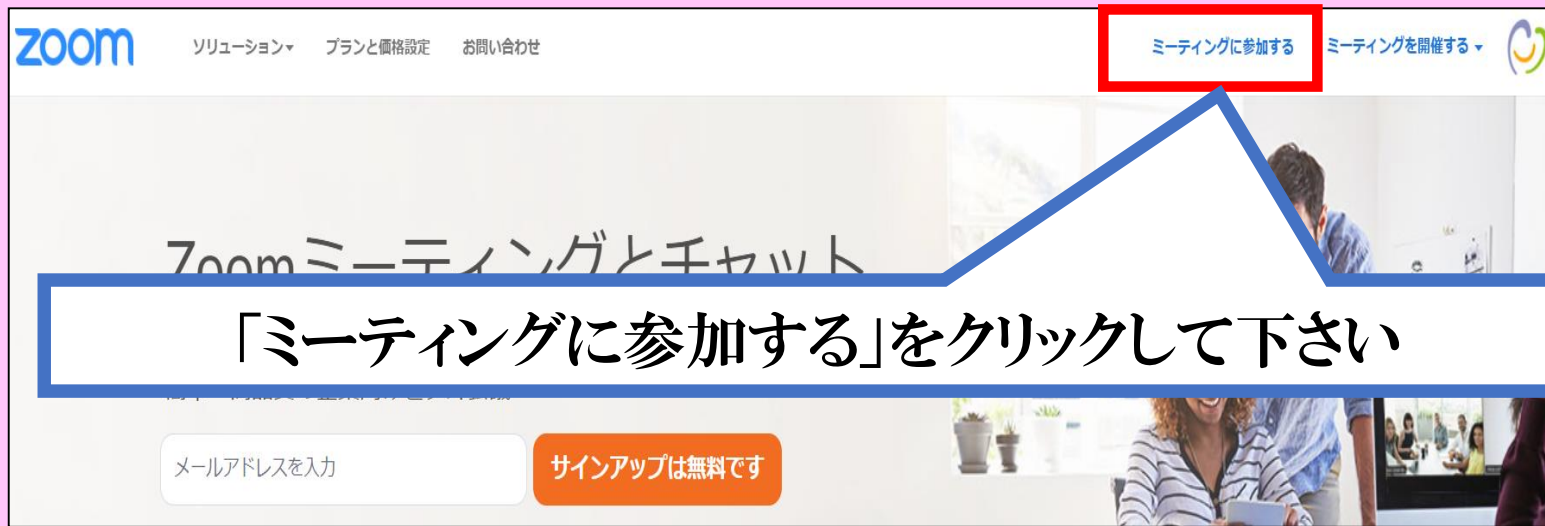 zoom ソリューション▾ プランと価格設定 お問い合わせ ミーティングに参加する ミーティングを開催する ▾
Zoomミーティングとチャット
「ミーティングに参加する」をクリックして下さい
メールアドレスを入力 サインアップは無料です